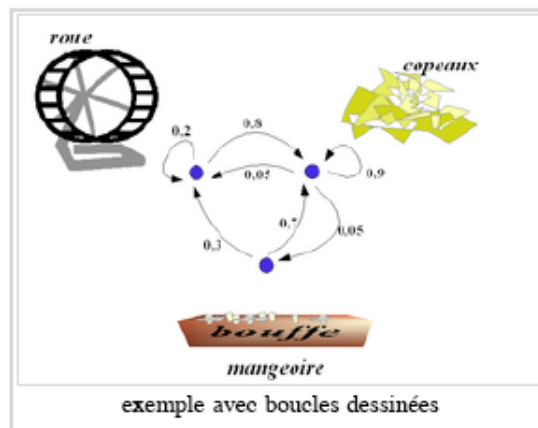 roue
copeaux
0,2
0,8
0,05
0,9
0,3
0,7
0,05
bouffe
mangeoire
exemple avec boucles dessinées